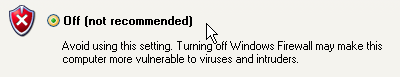 Off (not recommended)
Avoid using this setting. Turning off Windows Firewall may make this
computer more vulnerable to viruses and intruders.